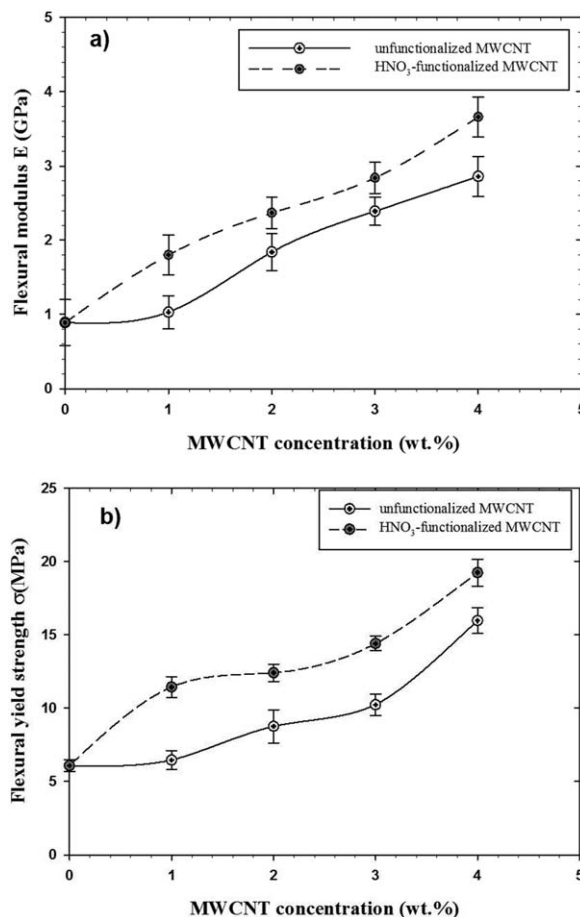 a)
unfunctionalized MWCNT
HNO₃-functionalized MWCNT
Flexural modulus E (GPa)
5
4
3
2
1
0
0 1 2 3 4 5
MWCNT concentration (wt.%)
b)
unfunctionalized MWCNT
HNO₃-functionalized MWCNT
Flexural yield strength σ(MPa)
25
20
15
10
5
0
0 1 2 3 4 5
MWCNT concentration (wt.%)